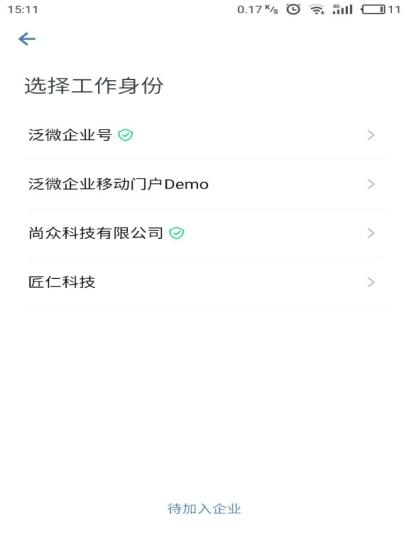 15:11 0.17 K/s 11
选择工作身份
泛微企业号
泛微企业移动门户Demo
尚众科技有限公司
匠仁科技
待加入企业